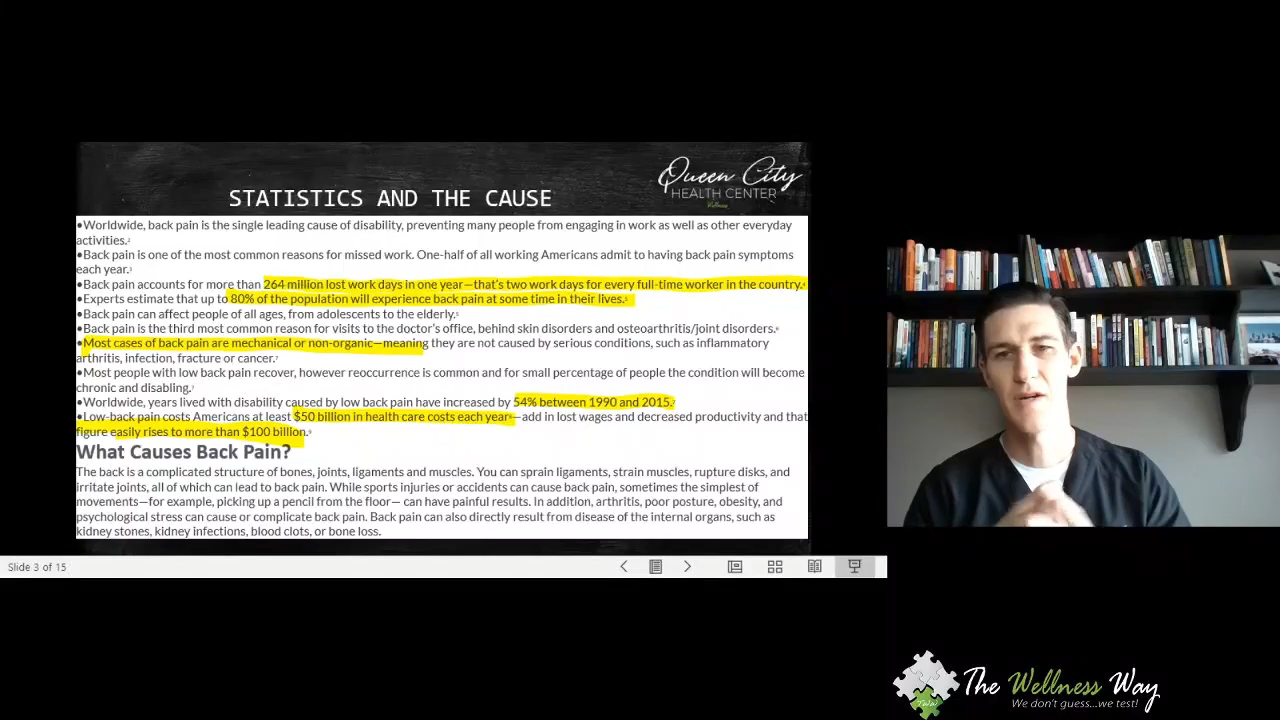 Queen City
HEALTH CENTER
Wellness
STATISTICS AND THE CAUSE
•Worldwide, back pain is the single leading cause of disability, preventing many people from engaging in work as well as other everyday
activities.²
•Back pain is one of the most common reasons for missed work. One-half of all working Americans admit to having back pain symptoms
each year.³
•Back pain accounts for more than 264 million lost work days in one year—that's two work days for every full-time worker in the country.⁴
•Experts estimate that up to 80% of the population will experience back pain at some time in their lives.⁵
•Back pain can affect people of all ages, from adolescents to the elderly.⁵
•Back pain is the third most common reason for visits to the doctor's office, behind skin disorders and osteoarthritis/joint disorders.⁶
•Most cases of back pain are mechanical or non-organic—meaning they are not caused by serious conditions, such as inflammatory
arthritis, infection, fracture or cancer.⁷
•Most people with low back pain recover, however reoccurrence is common and for small percentage of people the condition will become
chronic and disabling.⁷
•Worldwide, years lived with disability caused by low back pain have increased by 54% between 1990 and 2015.⁷
•Low-back pain costs Americans at least $50 billion in health care costs each year⁸—add in lost wages and decreased productivity and that
figure easily rises to more than $100 billion.⁹
What Causes Back Pain?
The back is a complicated structure of bones, joints, ligaments and muscles. You can sprain ligaments, strain muscles, rupture disks, and
irritate joints, all of which can lead to back pain. While sports injuries or accidents can cause back pain, sometimes the simplest of
movements—for example, picking up a pencil from the floor— can have painful results. In addition, arthritis, poor posture, obesity, and
psychological stress can cause or complicate back pain. Back pain can also directly result from disease of the internal organs, such as
kidney stones, kidney infections, blood clots, or bone loss.
Slide 3 of 15
TWW
The Wellness Way
We don't guess...we test!